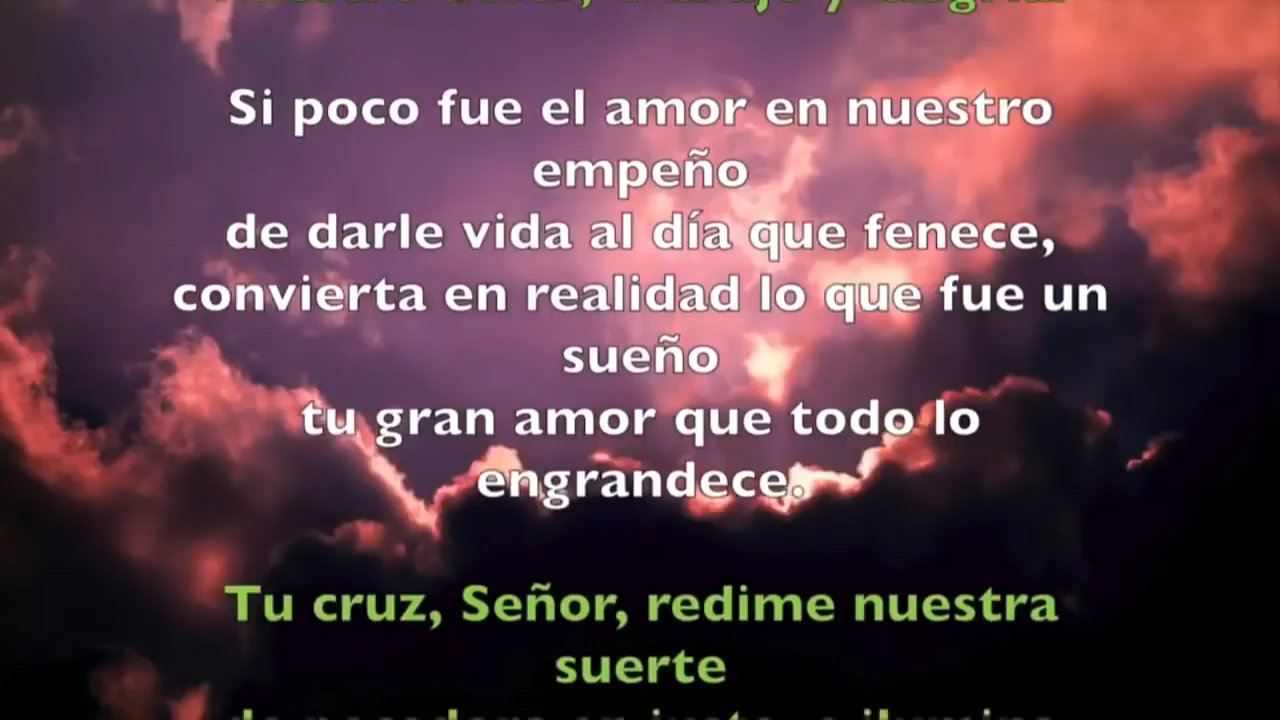 Si poco fue el amor en nuestro
empeño
de darle vida al día que fenece,
convierta en realidad lo que fue un
sueño
tu gran amor que todo lo
engrandece.
Tu cruz, Señor, redime nuestra
suerte